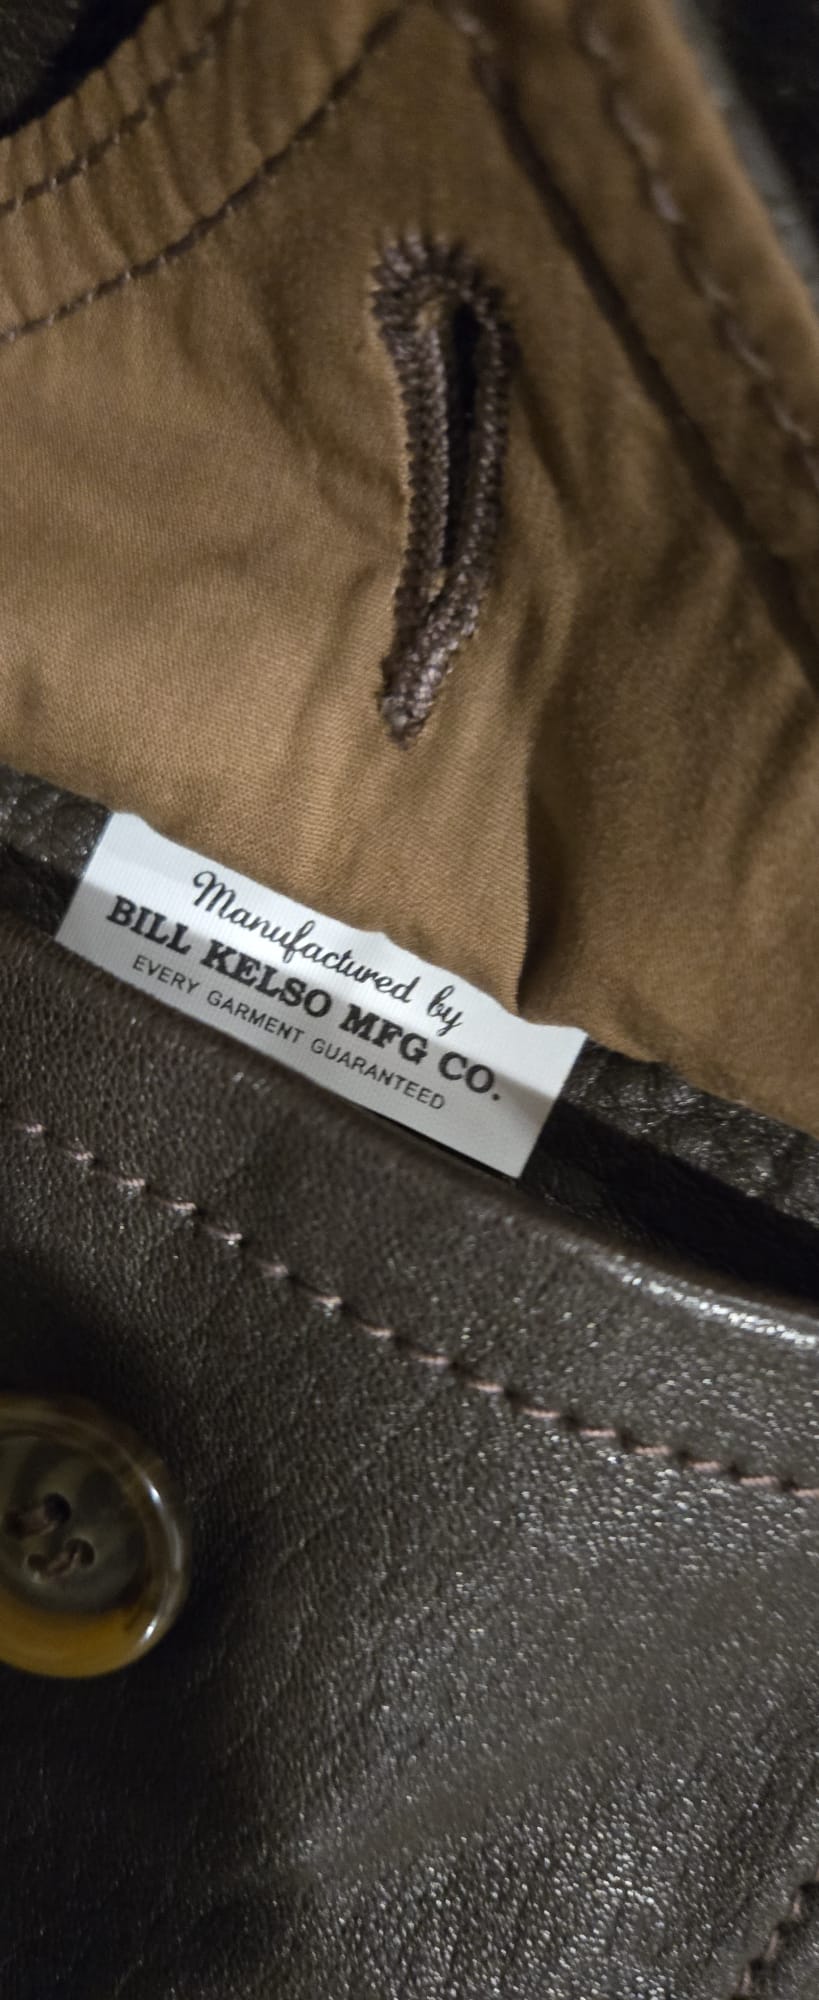 Manufactured by
BILL KELSO MFG CO.
EVERY GARMENT GUARANTEED